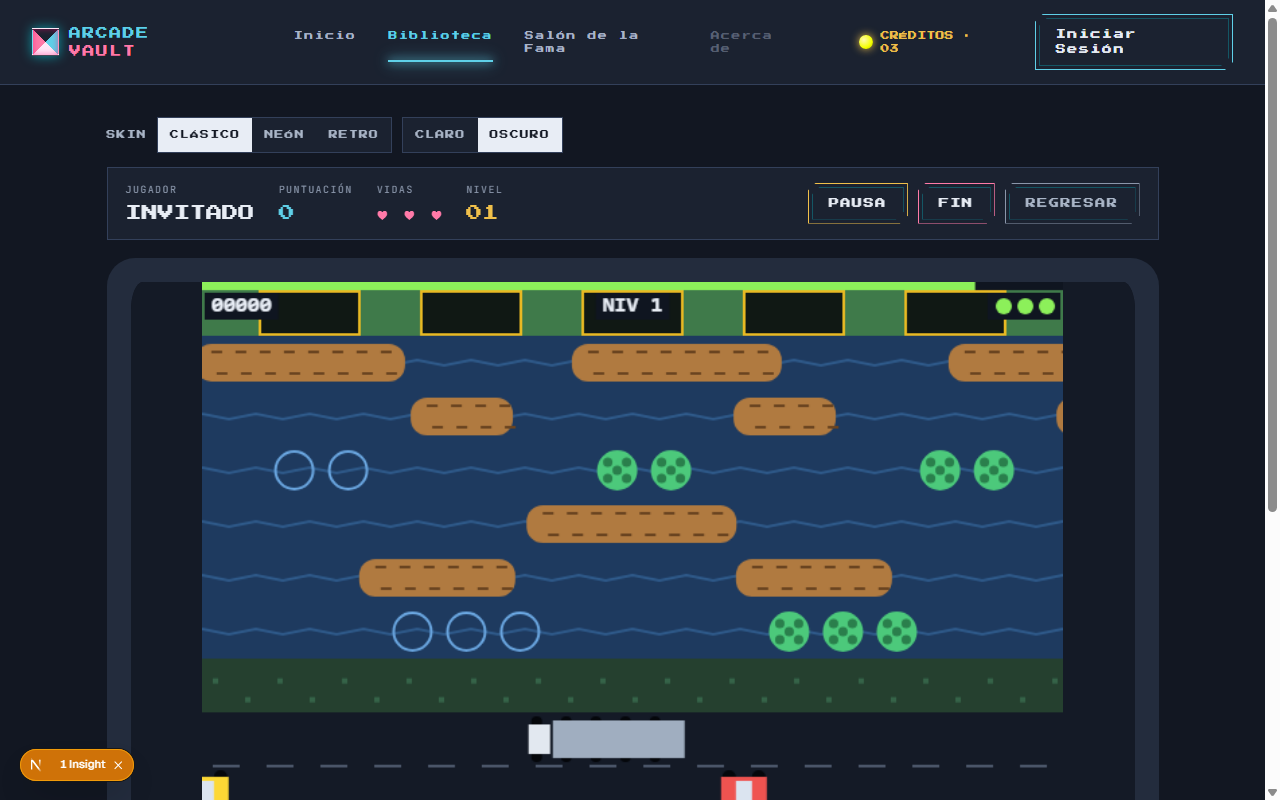 ARCADE
VAULT
Inicio
Biblioteca
Salón de la
Fama
Acerca
de
CRéDITOS ·
03
Iniciar
Sesión
SKIN
CLáSICO
NEóN
RETRO
CLARO
OSCURO
JUGADOR
INVITADO
PUNTUACIÓN
0
VIDAS
NIVEL
01
PAUSA
FIN
REGRESAR
00000
NIV 1
N
1 Insight